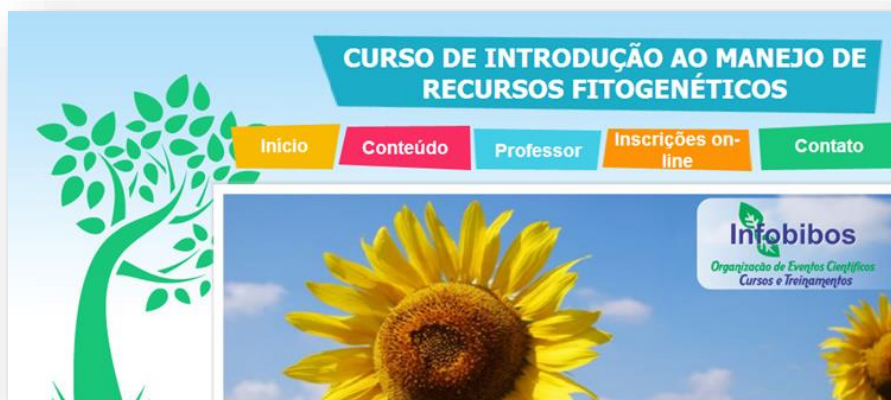 CURSO DE INTRODUÇÃO AO MANEJO DE
RECURSOS FITOGENÉTICOS
Início
Conteúdo
Professor
Inscrições on-
line
Contato
Infobibos
Organização de Eventos Científicos
Cursos e Treinamentos